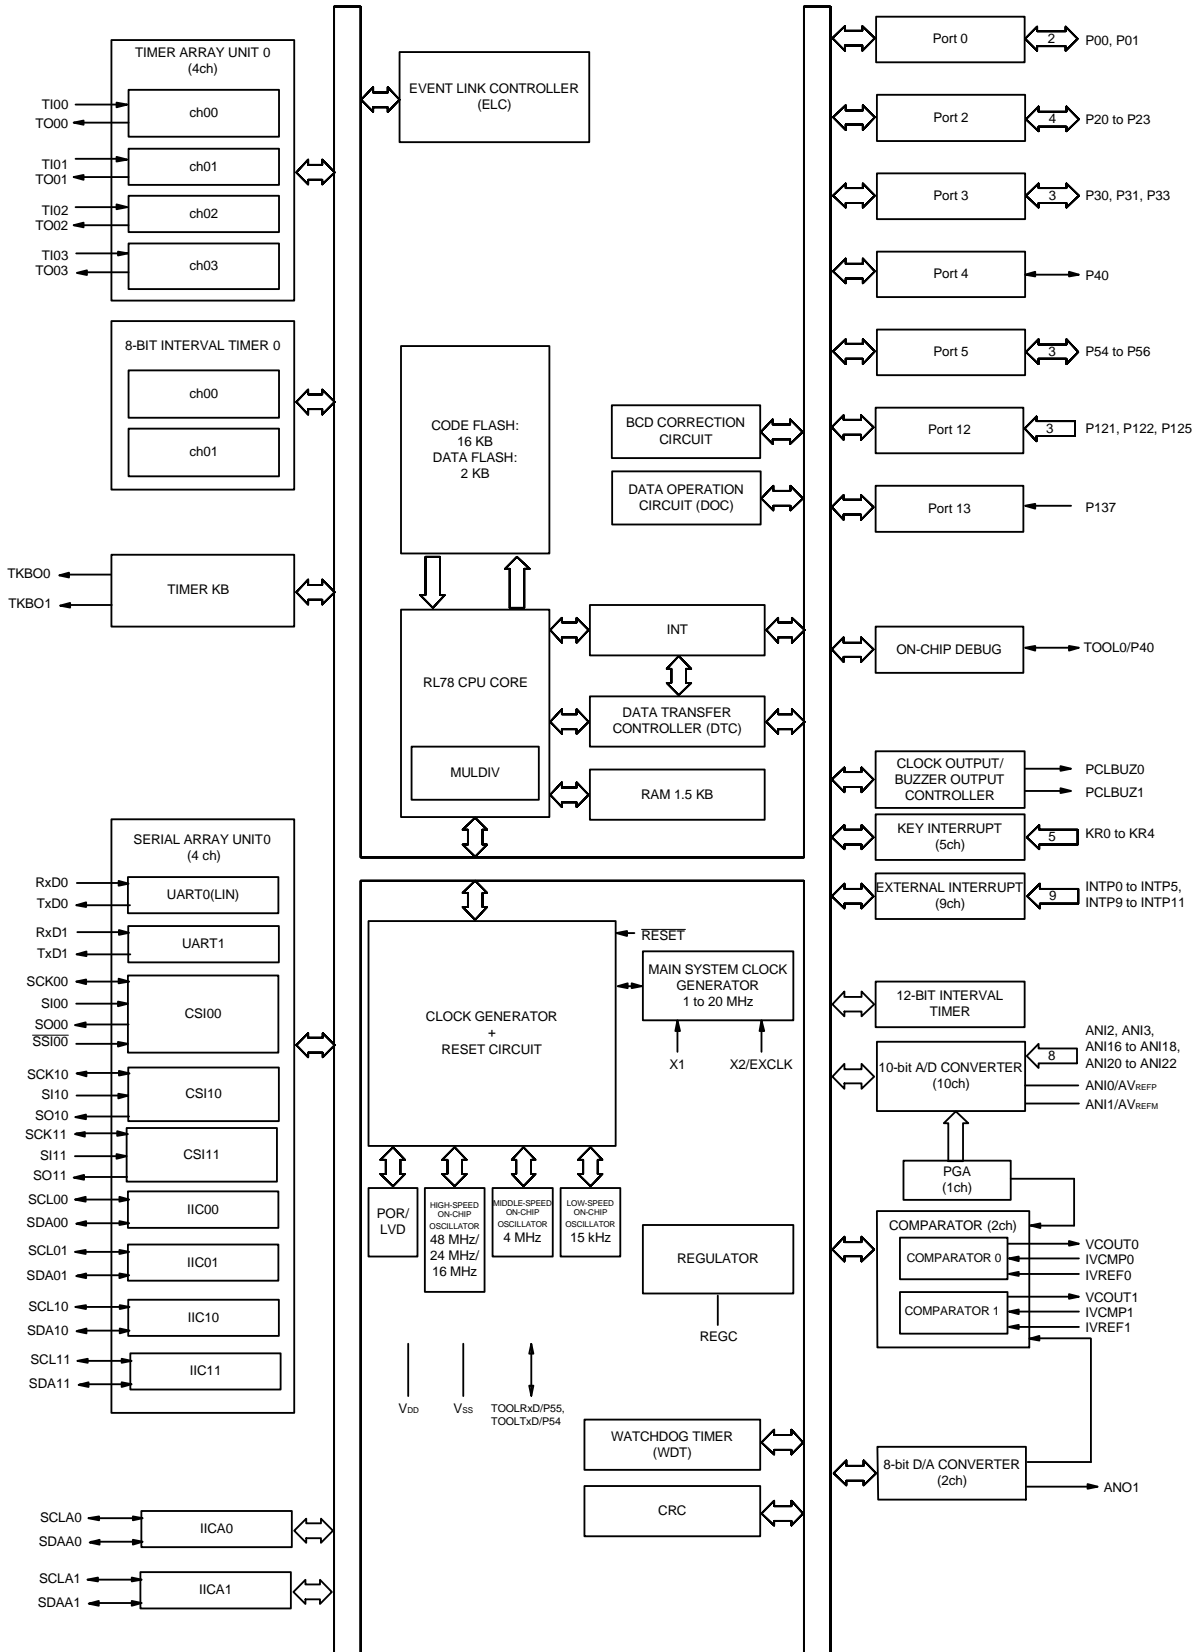 TIMER ARRAY UNIT 0
(4ch)
TI00
TO00
ch00
TI01
TO01
ch01
TI02
TO02
ch02
TI03
TO03
ch03
8-BIT INTERVAL TIMER 0
ch00
ch01
TKBO0
TKBO1
TIMER KB
SERIAL ARRAY UNIT0
(4 ch)
RxD0
TxD0
UART0(LIN)
RxD1
TxD1
UART1
SCK00
SI00
SO00
SSI00
CSI00
SCK10
SI10
SO10
CSI10
SCK11
SI11
SO11
CSI11
SCL00
SDA00
IIC00
SCL01
SDA01
IIC01
SCL10
SDA10
IIC10
SCL11
SDA11
IIC11
SCLA0
SDAA0
IICA0
SCLA1
SDAA1
IICA1
EVENT LINK CONTROLLER
(ELC)
CODE FLASH:
16 KB
DATA FLASH:
2 KB
BCD CORRECTION
CIRCUIT
DATA OPERATION
CIRCUIT (DOC)
RL78 CPU CORE
MULDIV
INT
DATA TRANSFER
CONTROLLER (DTC)
RAM 1.5 KB
CLOCK GENERATOR
+
RESET CIRCUIT
RESET
MAIN SYSTEM CLOCK
GENERATOR
1 to 20 MHz
X1
X2/EXCLK
POR/
LVD
HIGH-SPEED
ON-CHIP
OSCILLATOR
48 MHz/
24 MHz/
16 MHz
MIDDLE-SPEED
ON-CHIP
OSCILLATOR
4 MHz
LOW-SPEED
ON-CHIP
OSCILLATOR
15 kHz
REGULATOR
REGC
VDD
VSS
TOOLRxD/P55,
TOOLTxD/P54
WATCHDOG TIMER
(WDT)
CRC
Port 0
2
P00, P01
Port 2
4
P20 to P23
Port 3
3
P30, P31, P33
Port 4
P40
Port 5
3
P54 to P56
Port 12
3
P121, P122, P125
Port 13
P137
ON-CHIP DEBUG
TOOL0/P40
CLOCK OUTPUT/
BUZZER OUTPUT
CONTROLLER
PCLBUZ0
PCLBUZ1
KEY INTERRUPT
(5ch)
5
KR0 to KR4
EXTERNAL INTERRUPT
(9ch)
9
INTP0 to INTP5,
INTP9 to INTP11
12-BIT INTERVAL
TIMER
10-bit A/D CONVERTER
(10ch)
8
ANI2, ANI3,
ANI16 to ANI18,
ANI20 to ANI22
ANI0/AVREFP
ANI1/AVREFM
PGA
(1ch)
COMPARATOR (2ch)
COMPARATOR 0
VCOUT0
IVCMP0
IVREF0
COMPARATOR 1
VCOUT1
IVCMP1
IVREF1
8-bit D/A CONVERTER
(2ch)
ANO1